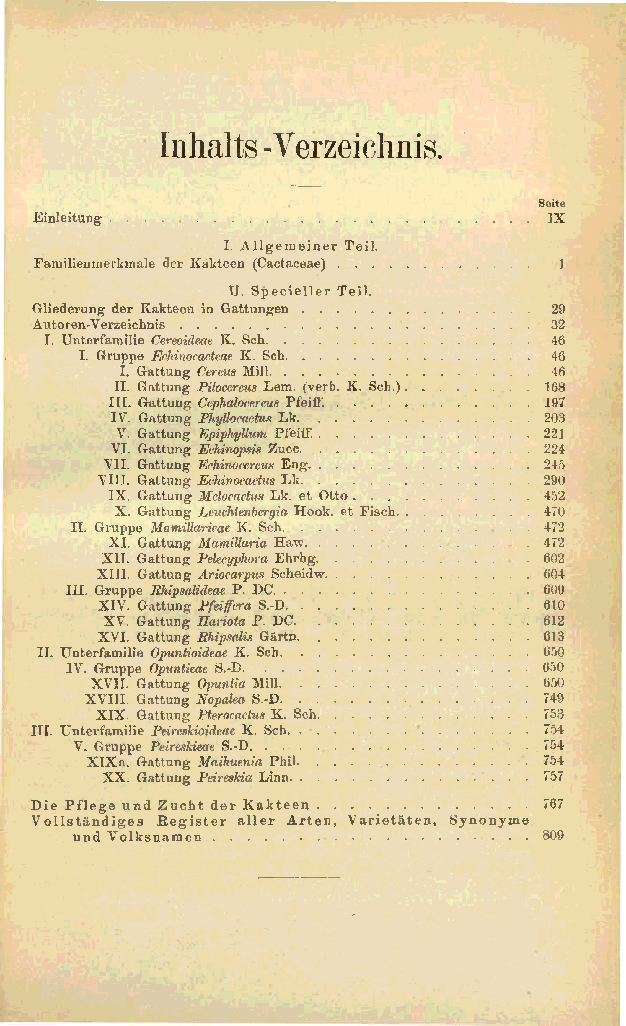 Inhalts-Verzeichnis.
Seite
Einleitung . . . . . . . . . . . . . . . . . . . . . . . . . IX
I. Allgemeiner Teil.
Familienmerkmale der Kakteen (Cactaceae) . . . . . . . . . . . . 1
II. Specieller Teil.
Gliederung der Kakteen in Gattungen . . . . . . . . . . . . . . 29
Autoren-Verzeichnis . . . . . . . . . . . . . . . . . . . . . 32
I. Unterfamilie Cereoideae K. Sch. . . . . . . . . . . . . . . . 46
I. Gruppe Echinocacteae K. Sch. . . . . . . . . . . . . . . 46
I. Gattung Cereus Mill. . . . . . . . . . . . . . . . 46
II. Gattung Pilocereus Lem. (verb. K. Sch.) . . . . . . . . 168
III. Gattung Cephalocereus Pfeiff. . . . . . . . . . . . . 197
IV. Gattung Phyllocactus Lk. . . . . . . . . . . . . . . 203
V. Gattung Epiphyllum Pfeiff. . . . . . . . . . . . . . 221
VI. Gattung Echinopsis Zucc. . . . . . . . . . . . . . . 224
VII. Gattung Echinocereus Eng. . . . . . . . . . . . . . 245
VIII. Gattung Echinocactus Lk. . . . . . . . . . . . . . . 290
IX. Gattung Melocactus Lk. et Otto . . . . . . . . . . . 452
X. Gattung Leuchtenbergia Hook. et Fisch. . . . . . . . . 470
II. Gruppe Mamillarieae K. Sch. . . . . . . . . . . . . . . . 472
XI. Gattung Mamillaria Haw. . . . . . . . . . . . . . . 472
XII. Gattung Pelecyphora Ehrbg. . . . . . . . . . . . . . 602
XIII. Gattung Ariocarpus Scheidw. . . . . . . . . . . . . 604
III. Gruppe Rhipsalideae P. DC. . . . . . . . . . . . . . . . 609
XIV. Gattung Pfeiffera S.-D. . . . . . . . . . . . . . . . 610
XV. Gattung Hariota P. DC. . . . . . . . . . . . . . . . 612
XVI. Gattung Rhipsalis Gärtn. . . . . . . . . . . . . . . 613
II. Unterfamilie Opuntioideae K. Sch. . . . . . . . . . . . . . . . 650
IV. Gruppe Opuntieae S.-D. . . . . . . . . . . . . . . . . . 650
XVII. Gattung Opuntia Mill. . . . . . . . . . . . . . . . 650
XVIII. Gattung Nopalea S.-D. . . . . . . . . . . . . . . . 749
XIX. Gattung Pterocactus K. Sch. . . . . . . . . . . . . . 753
III. Unterfamilie Peireskioideae K. Sch. . . . . . . . . . . . . . . 754
V. Gruppe Peireskieae S.-D. . . . . . . . . . . . . . . . . . 754
XIXa. Gattung Maihuenia Phil. . . . . . . . . . . . . . . 754
XX. Gattung Peireskia Linn. . . . . . . . . . . . . . . . 757
Die Pflege und Zucht der Kakteen . . . . . . . . . . . . . 767
Vollständiges Register aller Arten, Varietäten, Synonyme
und Volksnamen . . . . . . . . . . . . . . . . . . . 809